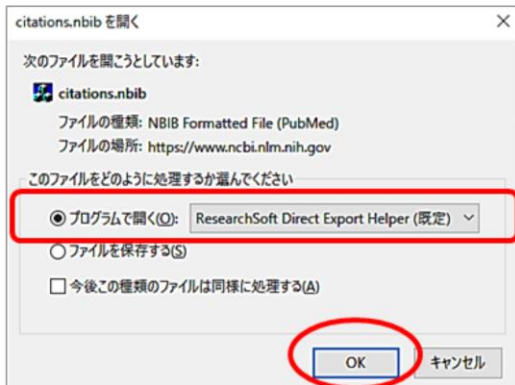 citations.nbib を開く
次のファイルを開こうとしています:
citations.nbib
ファイルの種類: NBIB Formatted File (PubMed)
ファイルの場所: https://www.ncbi.nlm.nih.gov
このファイルをどのように処理するか選んでください
プログラムで開く(O): ResearchSoft Direct Export Helper (既定)
ファイルを保存する(S)
今後この種類のファイルは同様に処理する(A)
OK キャンセル